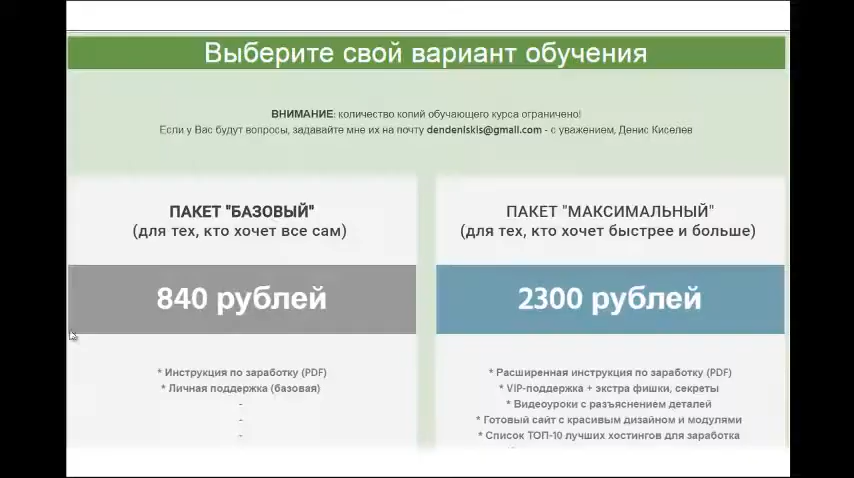 Выберите свой вариант обучения
ВНИМАНИЕ: количество копий обучающего курса ограничено!
Если у Вас будут вопросы, задавайте мне их на почту dendeniskis@gmail.com - с уважением, Денис Киселев
ПАКЕТ "БАЗОВЫЙ"
(для тех, кто хочет все сам)
840 рублей
* Инструкция по заработку (PDF)
* Личная поддержка (базовая)
-
-
-
ПАКЕТ "МАКСИМАЛЬНЫЙ"
(для тех, кто хочет быстрее и больше)
2300 рублей
* Расширенная инструкция по заработку (PDF)
* VIP-поддержка + экстра фишки, секреты
* Видеоуроки с разъяснением деталей
* Готовый сайт с красивым дизайном и модулями
* Список ТОП-10 лучших хостингов для заработка